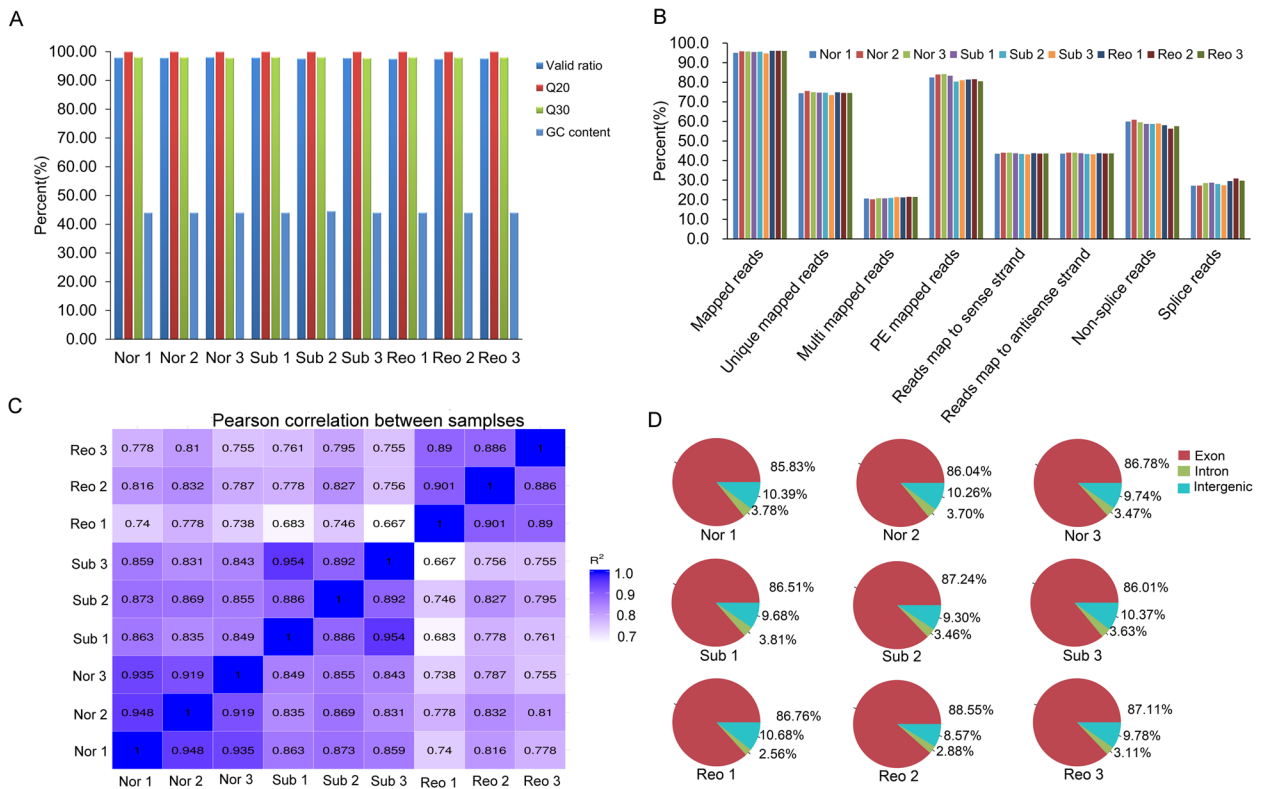 A
Percent(%)
100.00
90.00
80.00
70.00
60.00
50.00
40.00
30.00
20.00
10.00
0.00
Nor 1 Nor 2 Nor 3 Sub 1 Sub 2 Sub 3 Reo 1 Reo 2 Reo 3
Valid ratio
Q20
Q30
GC content
B
Percent(%)
100.0
90.0
80.0
70.0
60.0
50.0
40.0
30.0
20.0
10.0
0.0
Nor 1 Nor 2 Nor 3 Sub 1 Sub 2 Sub 3 Reo 1 Reo 2 Reo 3
Mapped reads
Unique mapped reads
Multi mapped reads
PE mapped reads
Reads map to sense strand
Reads map to antisense strand
Non-splice reads
Splice reads
C
Pearson correlation between samplses
Reo 3 0.778 0.81 0.755 0.761 0.795 0.755 0.89 0.886 1
Reo 2 0.816 0.832 0.787 0.778 0.827 0.756 0.901 1 0.886
Reo 1 0.74 0.778 0.738 0.683 0.746 0.667 1 0.901 0.89
Sub 3 0.859 0.831 0.843 0.954 0.892 1 0.667 0.756 0.755
Sub 2 0.873 0.869 0.855 0.886 1 0.892 0.746 0.827 0.795
Sub 1 0.863 0.835 0.849 1 0.886 0.954 0.683 0.778 0.761
Nor 3 0.935 0.919 1 0.849 0.855 0.843 0.738 0.787 0.755
Nor 2 0.948 1 0.919 0.835 0.869 0.831 0.778 0.832 0.81
Nor 1 1 0.948 0.935 0.863 0.873 0.859 0.74 0.816 0.778
Nor 1 Nor 2 Nor 3 Sub 1 Sub 2 Sub 3 Reo 1 Reo 2 Reo 3
R²
1.0
0.9
0.8
0.7
D
85.83%
10.39%
3.78%
Nor 1
86.04%
10.26%
3.70%
Nor 2
86.78%
9.74%
3.47%
Nor 3
Exon
Intron
Intergenic
86.51%
9.68%
3.81%
Sub 1
87.24%
9.30%
3.46%
Sub 2
86.01%
10.37%
3.63%
Sub 3
86.76%
10.68%
2.56%
Reo 1
88.55%
8.57%
2.88%
Reo 2
87.11%
9.78%
3.11%
Reo 3